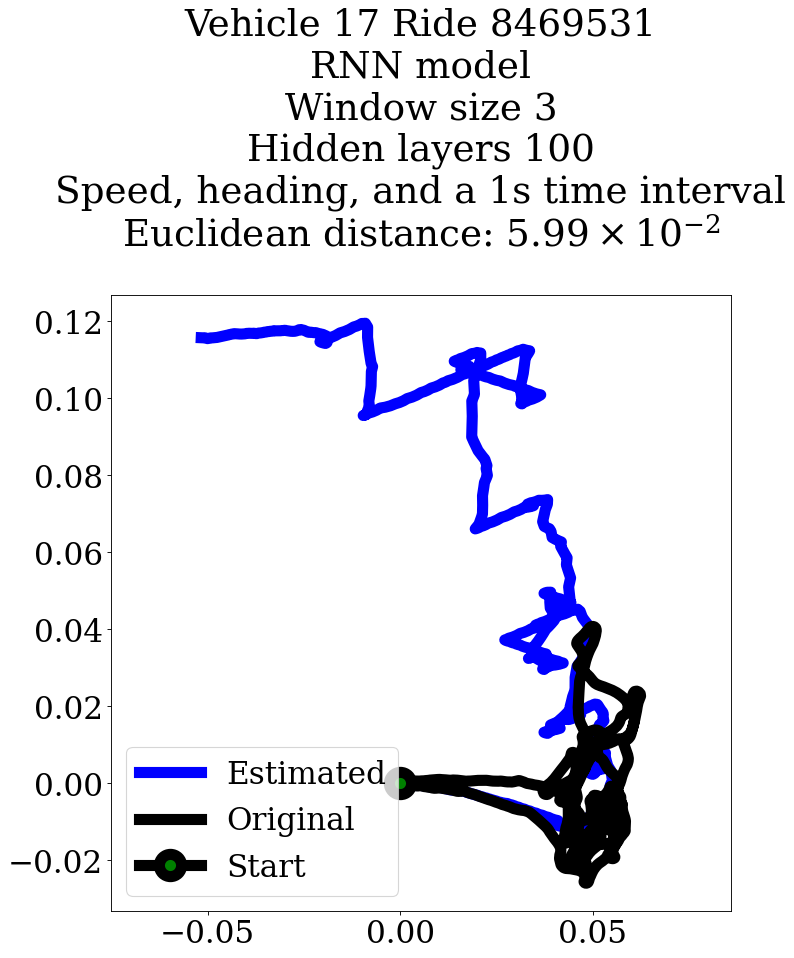 Vehicle 17 Ride 8469531
RNN model
Window size 3
Hidden layers 100
Speed, heading, and a 1s time interval
Euclidean distance: 5.99 × 10⁻²
0.12
0.10
0.08
0.06
0.04
0.02
0.00
−0.02
Estimated
Original
Start
−0.05
0.00
0.05